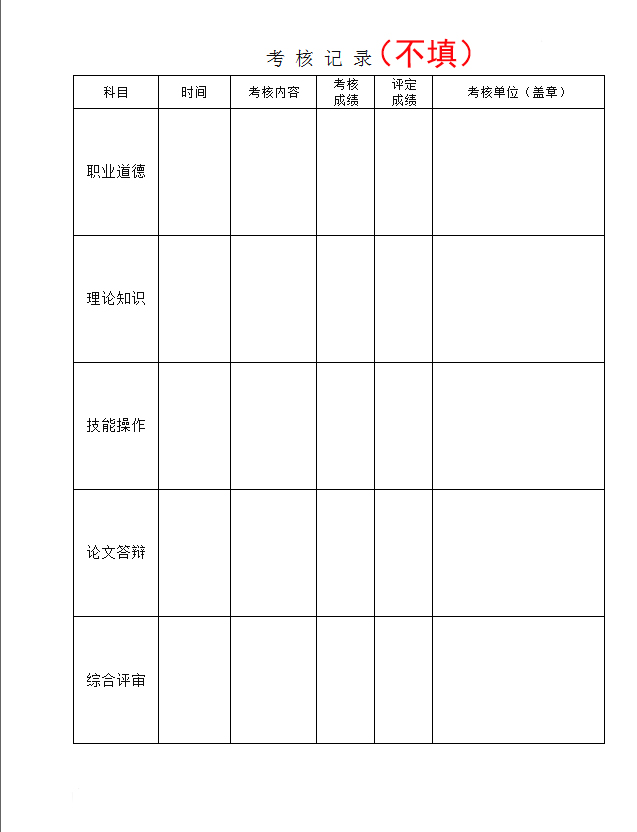 考 核 记 录（不填）
科目 时间 考核内容 考核成绩 评定成绩 考核单位（盖章）
职业道德
理论知识
技能操作
论文答辩
综合评审